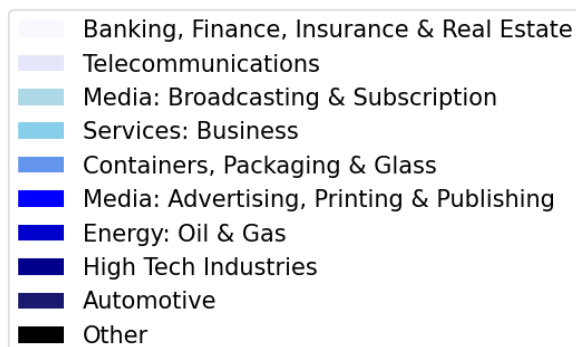 Banking, Finance, Insurance & Real Estate
Telecommunications
Media: Broadcasting & Subscription
Services: Business
Containers, Packaging & Glass
Media: Advertising, Printing & Publishing
Energy: Oil & Gas
High Tech Industries
Automotive
Other